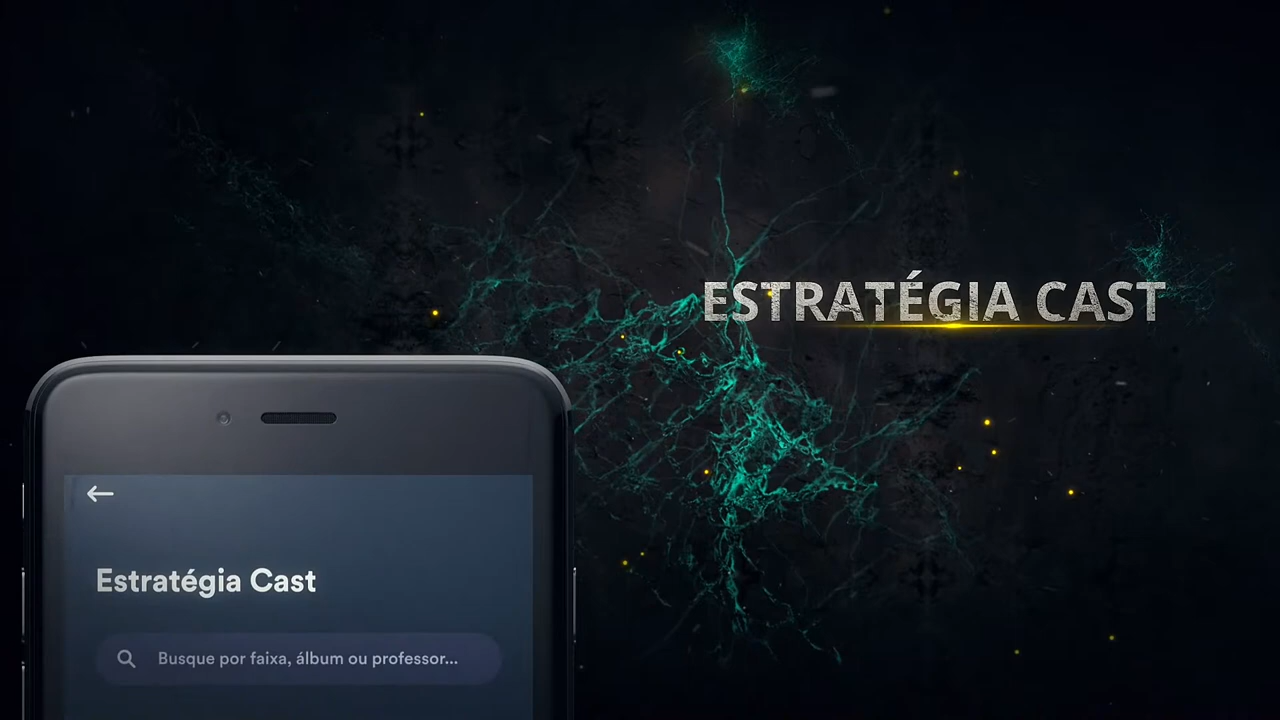 ESTRATÉGIA CAST
Estratégia Cast
Busque por faixa, álbum ou professor...